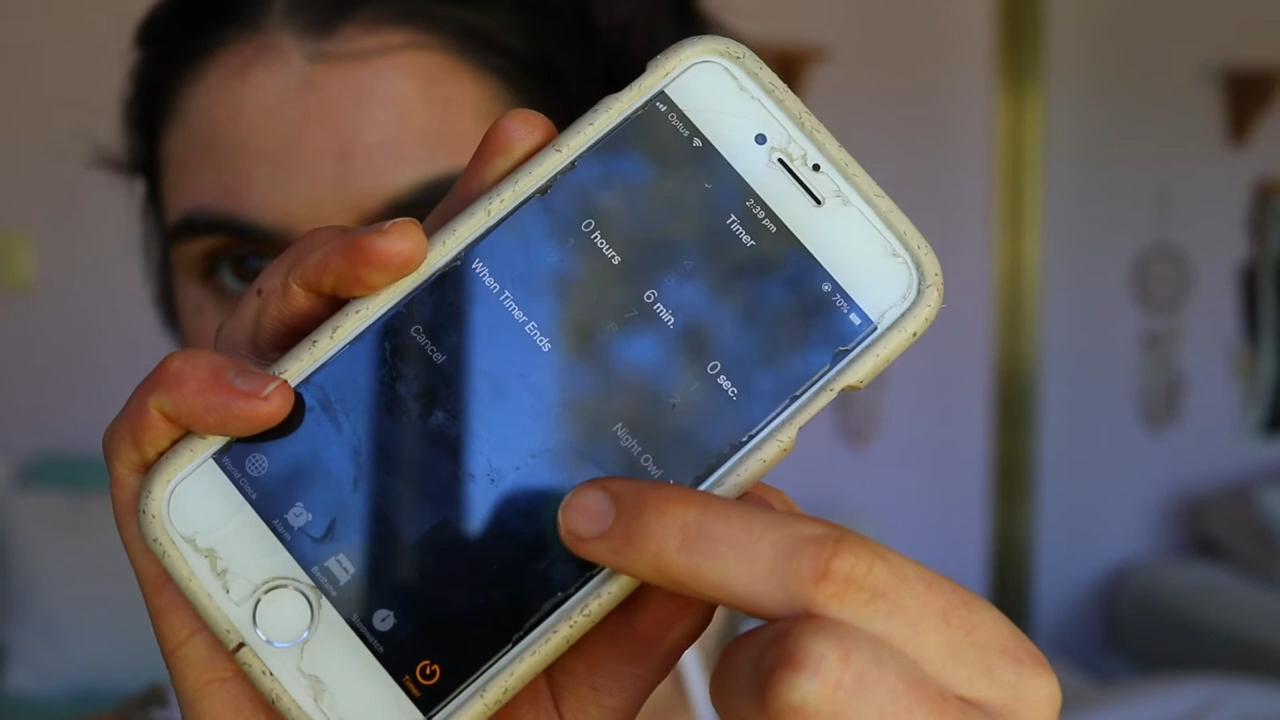 Optus
2:39 pm
70%
Timer
0 hours
6 min.
0 sec.
When Timer Ends
Night Owl
Cancel
World Clock
Alarm
Bedtime
Stopwatch
Timer